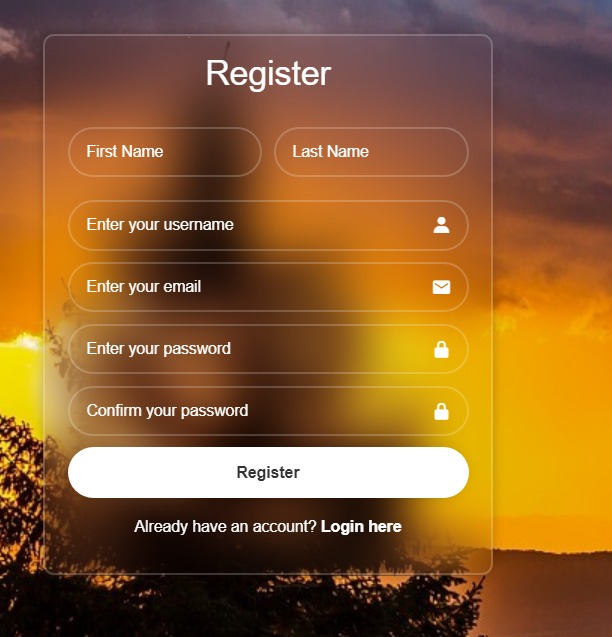 Register
First Name Last Name
Enter your username
Enter your email
Enter your password
Confirm your password
Register
Already have an account? Login here